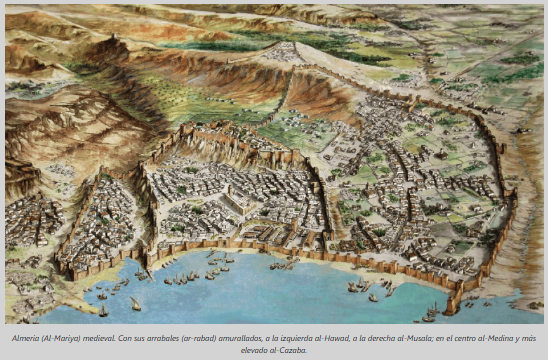 Almería (Al-Mariya) medieval. Con sus arrabales (ar-rabad) amurallados, a la izquierda al-Hawad, a la derecha al-Musala; en el centro al-Medina y más
elevado al-Cazaba.